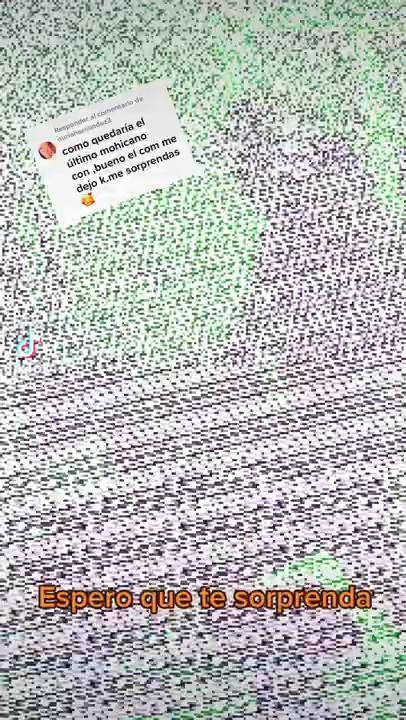 Responder al comentario de
como quedaría el
último mohicano
con ,bueno el com me
dejo k.me sorprendas
🥰
Espero que te sorprenda